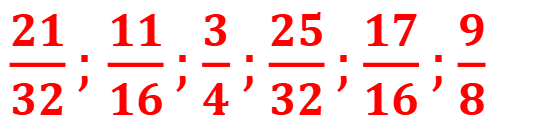 21/32 ; 11/16 ; 3/4 ; 25/32 ; 17/16 ; 9/8